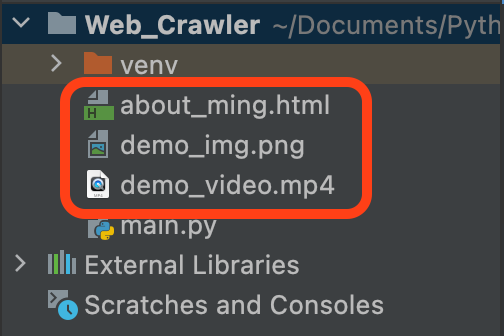 Web_Crawler ~/Documents/Pyth
venv
about_ming.html
demo_img.png
demo_video.mp4
main.py
External Libraries
Scratches and Consoles